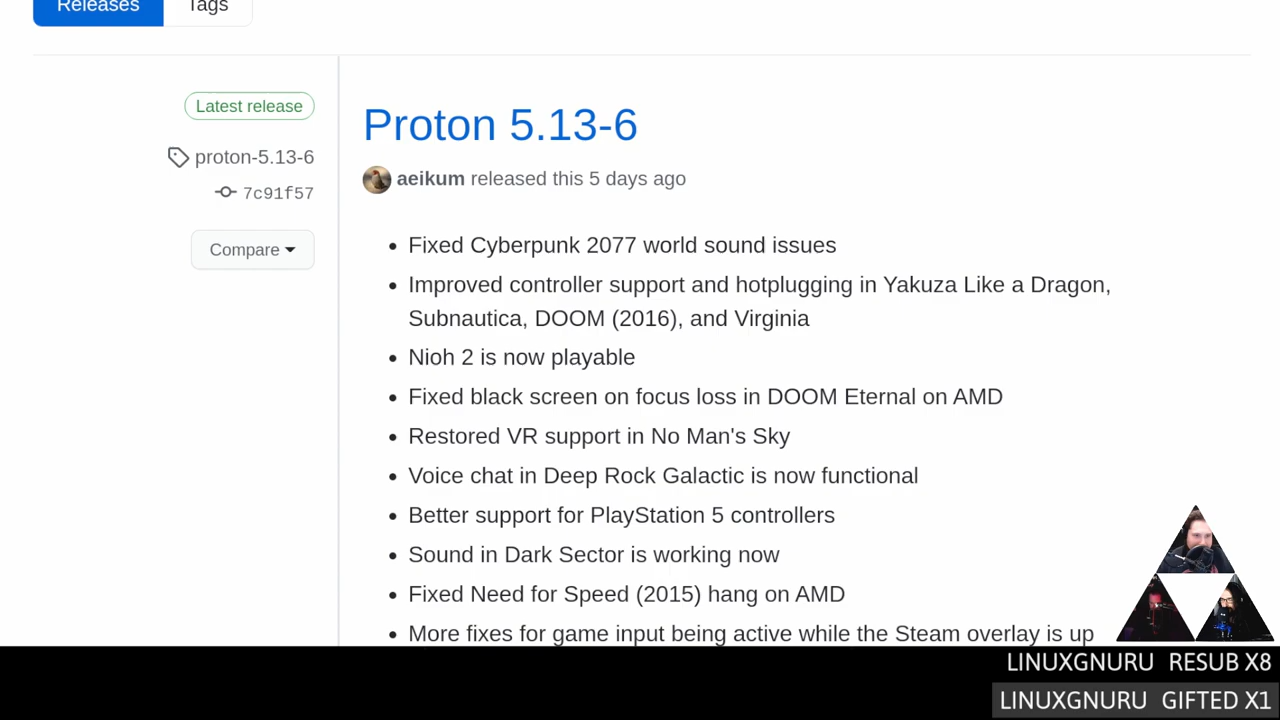 Releases Tags
Latest release
proton-5.13-6
7c91f57
Compare
Proton 5.13-6
aeikum released this 5 days ago
Fixed Cyberpunk 2077 world sound issues
Improved controller support and hotplugging in Yakuza Like a Dragon,
Subnautica, DOOM (2016), and Virginia
Nioh 2 is now playable
Fixed black screen on focus loss in DOOM Eternal on AMD
Restored VR support in No Man's Sky
Voice chat in Deep Rock Galactic is now functional
Better support for PlayStation 5 controllers
Sound in Dark Sector is working now
Fixed Need for Speed (2015) hang on AMD
More fixes for game input being active while the Steam overlay is up
LINUXGNURU RESUB X8
LINUXGNURU GIFTED X1